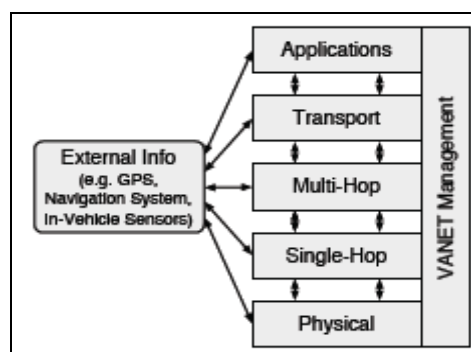 Applications
Transport
External Info
(e.g. GPS,
Navigation System,
In-Vehicle Sensors)
Multi-Hop
Single-Hop
Physical
VANET Management